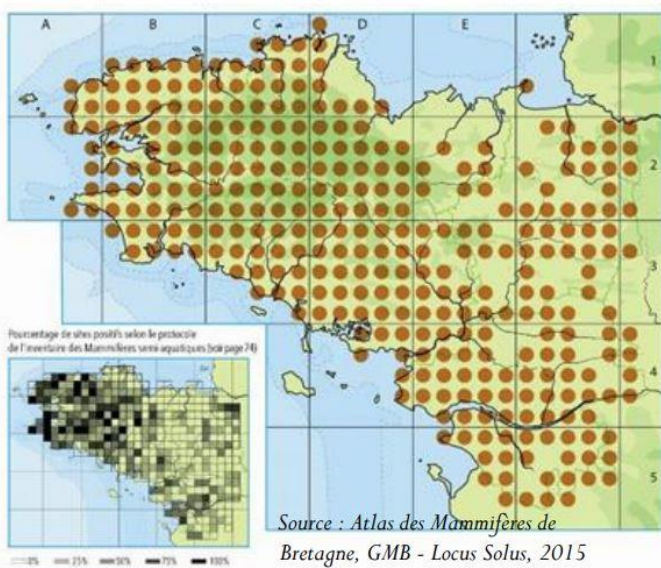 A B C D E
1
2
3
4
5
Pourcentage de sites positifs selon le protocole
de l'Inventaire des Mammifères semi-aquatiques (voir page 74)
0% 25% 50% 75% 100%
Source : Atlas des Mammifères de
Bretagne, GMB - Locus Solus, 2015